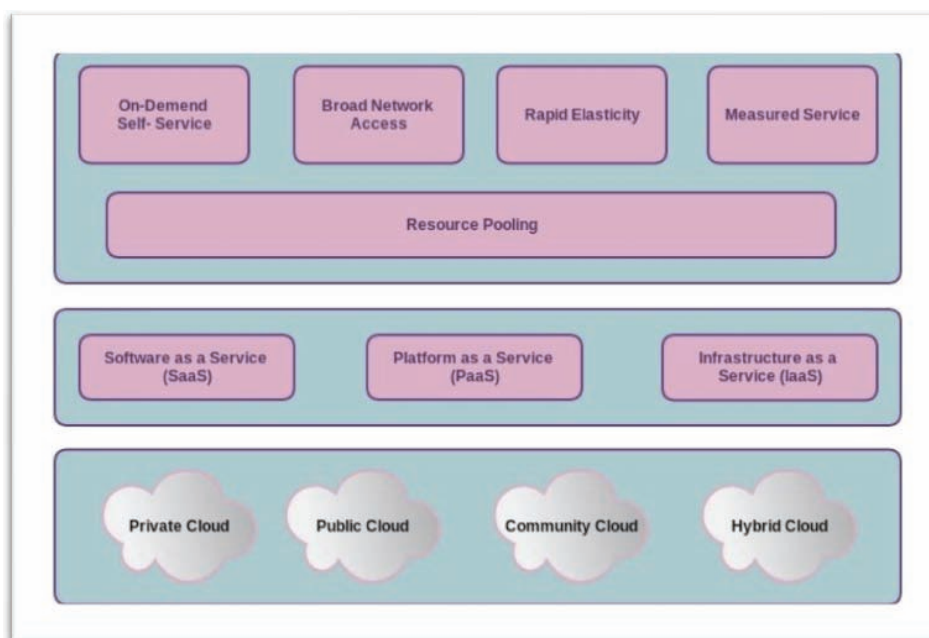 On-Demend
Self- Service
Broad Network
Access
Rapid Elasticity
Measured Service
Resource Pooling
Software as a Service
(SaaS)
Platform as a Service
(PaaS)
Infrastructure as a
Service (IaaS)
Private Cloud
Public Cloud
Community Cloud
Hybrid Cloud